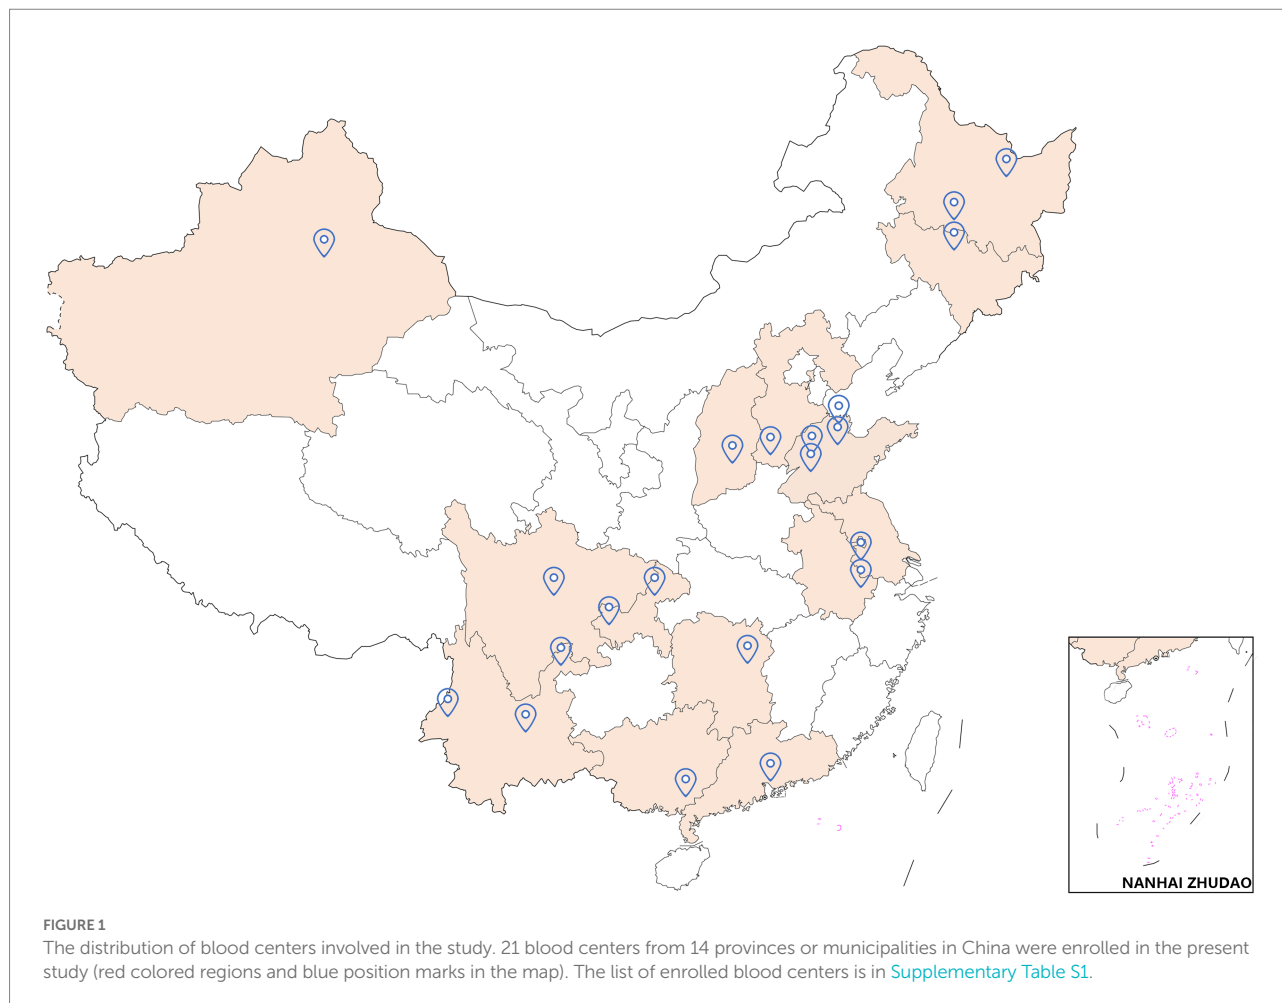 NANHAI ZHUDAO
FIGURE 1
The distribution of blood centers involved in the study. 21 blood centers from 14 provinces or municipalities in China were enrolled in the present
study (red colored regions and blue position marks in the map). The list of enrolled blood centers is in Supplementary Table S1.